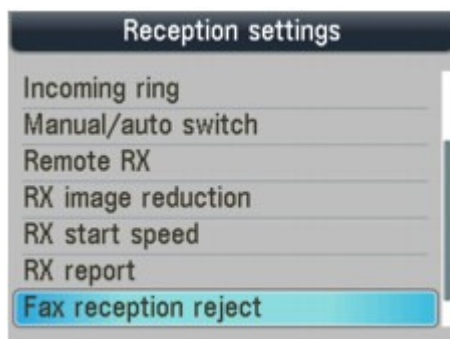 Reception settings
Incoming ring
Manual/auto switch
Remote RX
RX image reduction
RX start speed
RX report
Fax reception reject